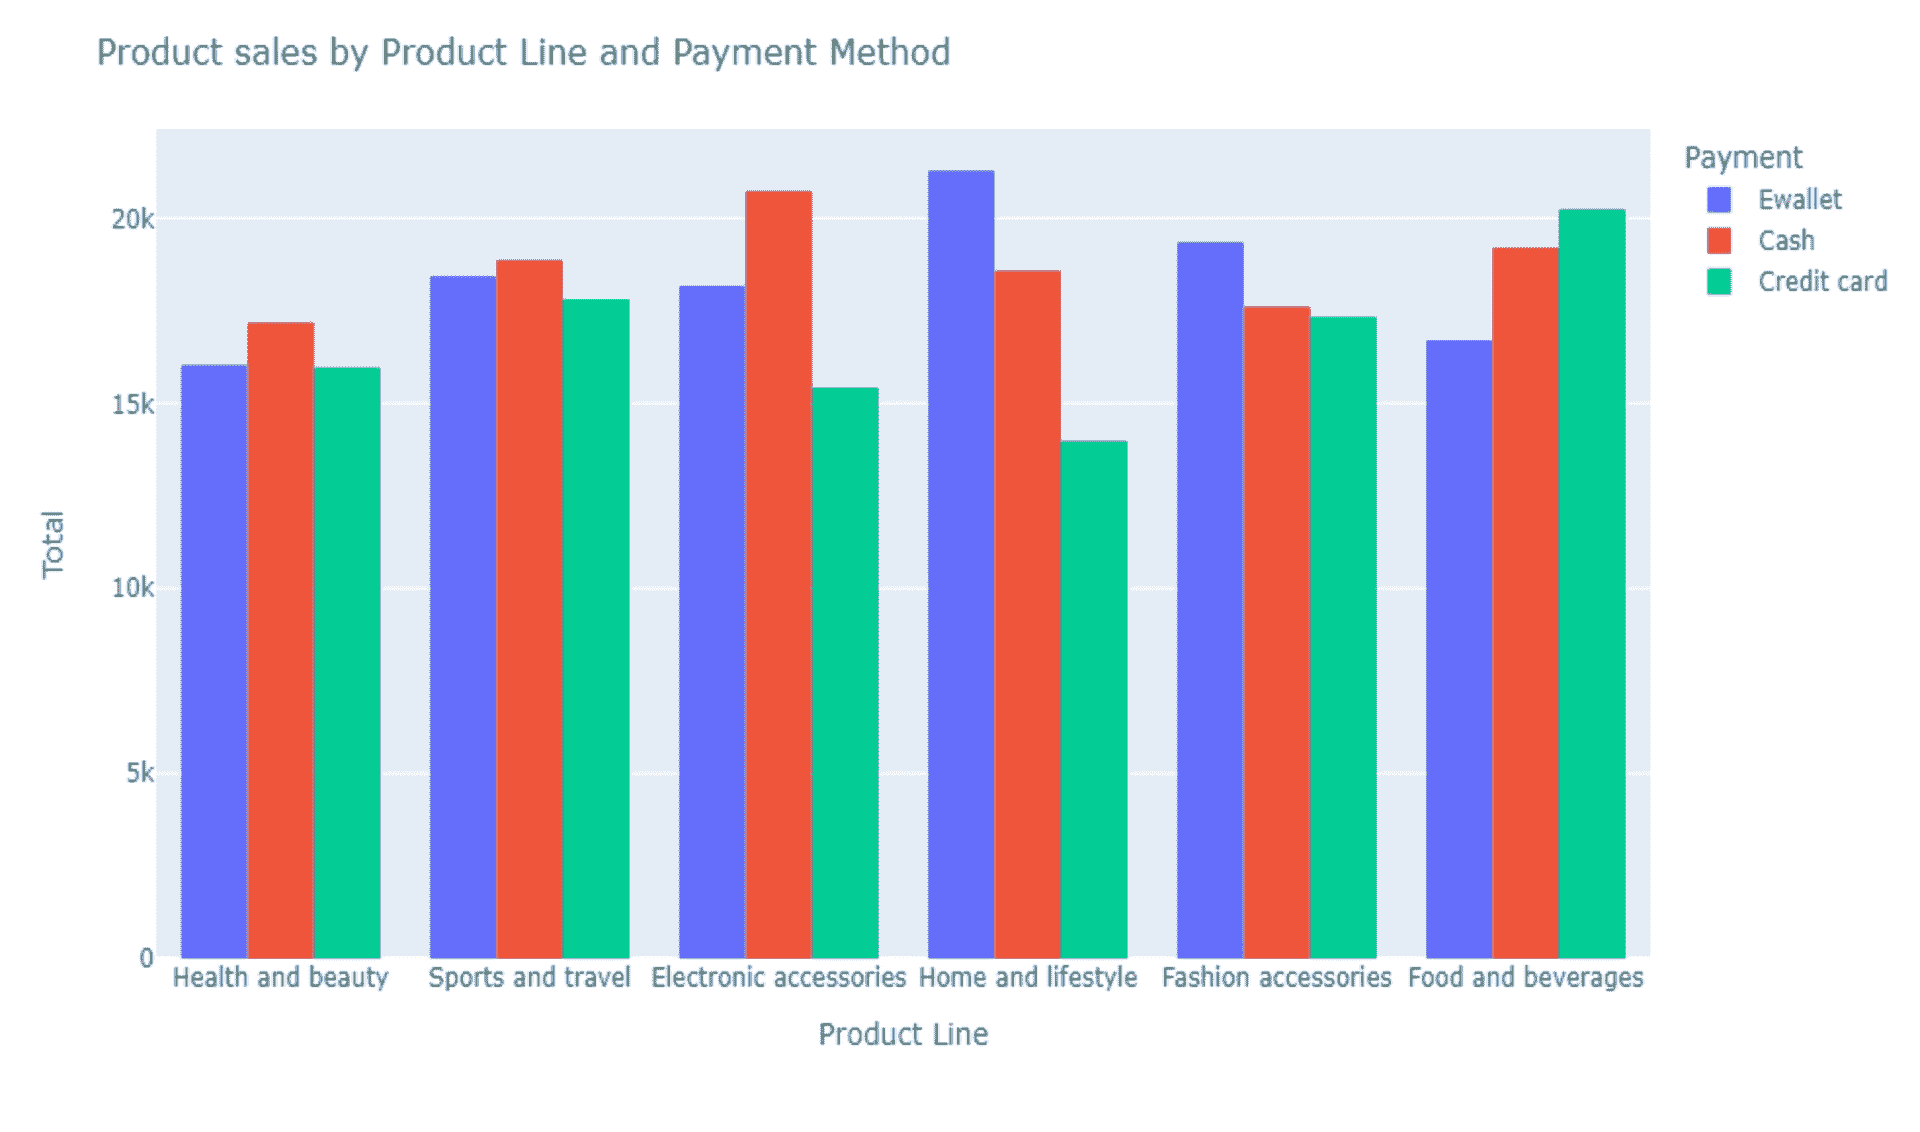 Product sales by Product Line and Payment Method
Payment
Ewallet
Cash
Credit card
20k
15k
10k
5k
0
Total
Health and beauty
Sports and travel
Electronic accessories
Home and lifestyle
Fashion accessories
Food and beverages
Product Line